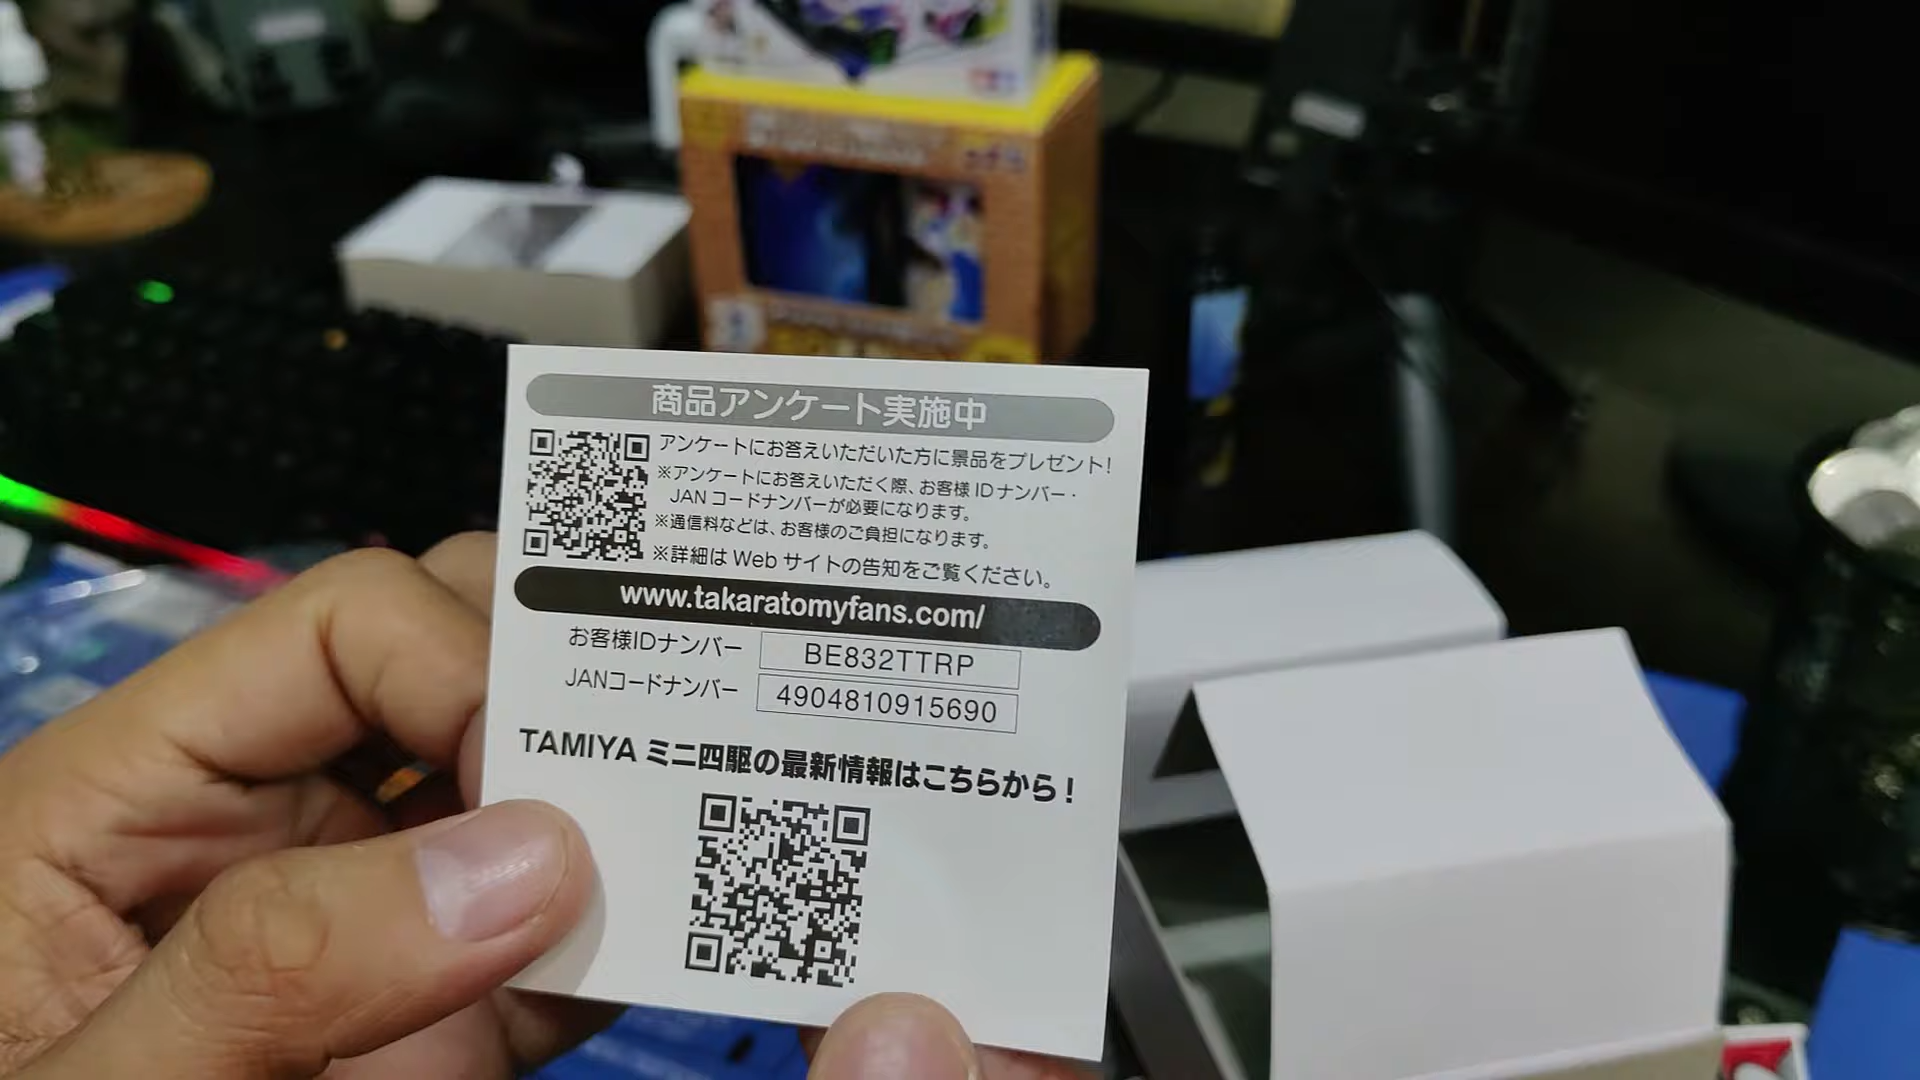 商品アンケート実施中
アンケートにお答えいただいた方に景品をプレゼント!
※アンケートにお答えいただく際、お客様IDナンバー・
JANコードナンバーが必要になります。
※通信料などは、お客様のご負担になります。
※詳細はWebサイトの告知をご覧ください。
www.takaratomyfans.com/
お客様IDナンバー BE832TTRP
JANコードナンバー 4904810915690
TAMIYA ミニ四駆の最新情報はこちらから!